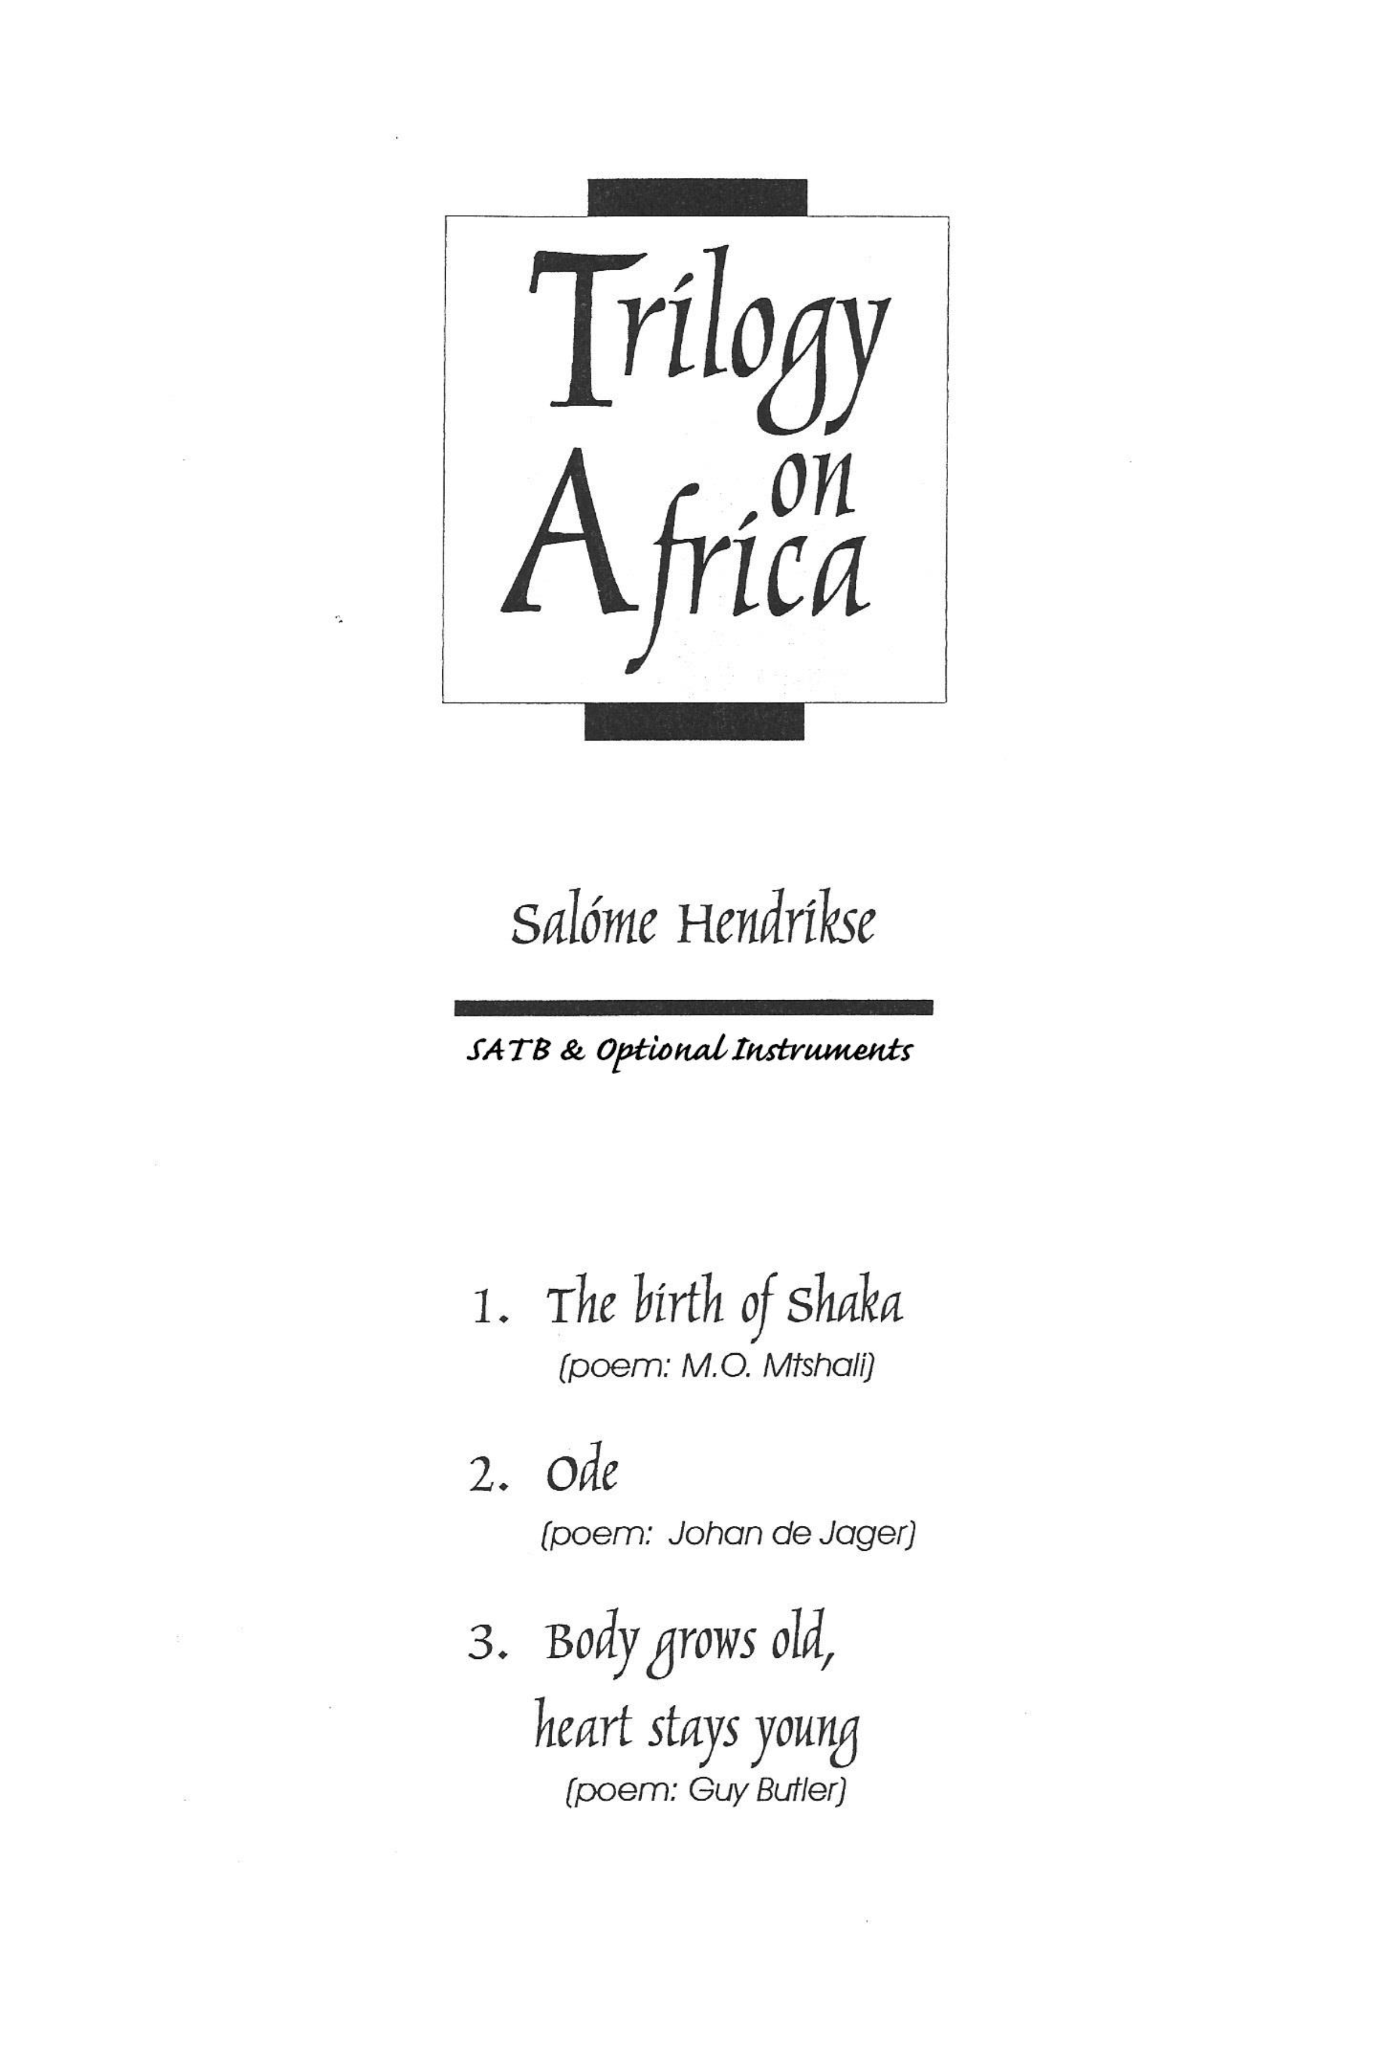 Trilogy
on
Africa
Salóme Hendrikse
SATB & Optional Instruments
1. The birth of Shaka
(poem: M.O. Mtshali)
2. Ode
(poem: Johan de Jager)
3. Body grows old,
heart stays young
(poem: Guy Butler)